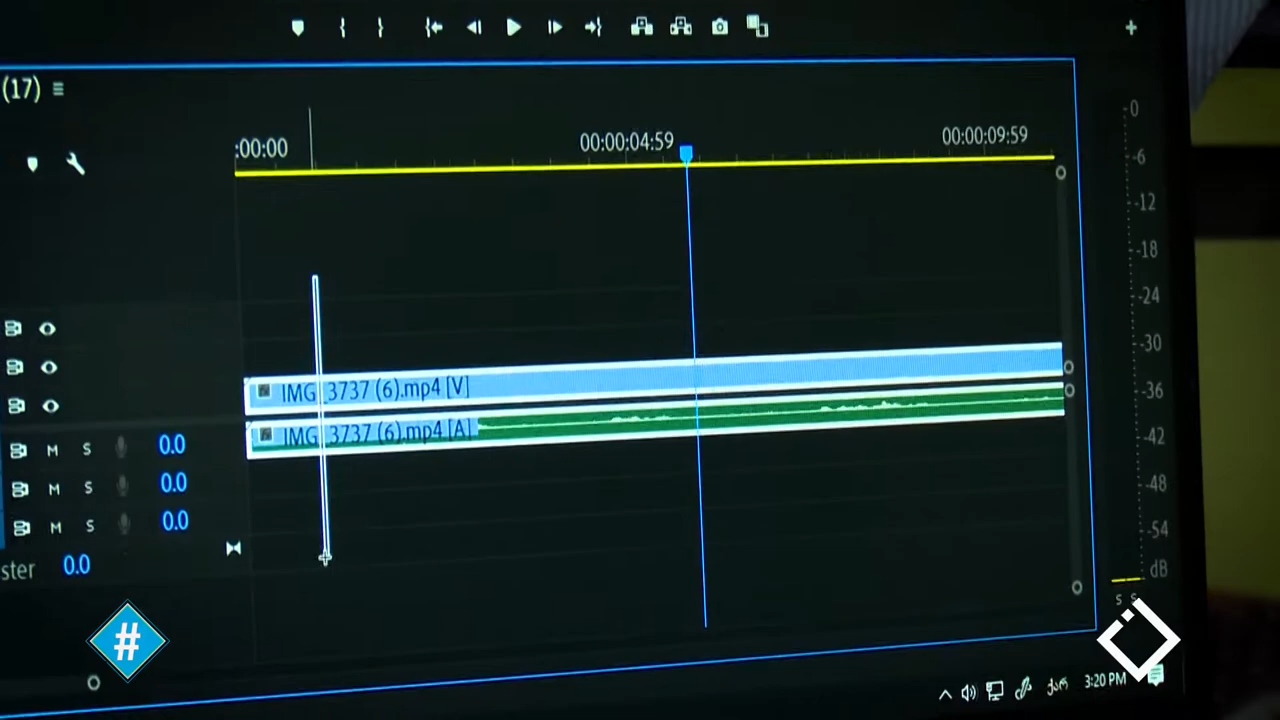 (17)
:00:00
00:00:04:59
00:00:09:59
-0
-6
-12
-18
-24
-30
-36
-42
-48
-54
dB
S S
IMG_3737 (6).mp4 [V]
IMG_3737 (6).mp4 [A]
M S 0.0
M S 0.0
M S 0.0
ster 0.0
#
ქარ 3:20 PM